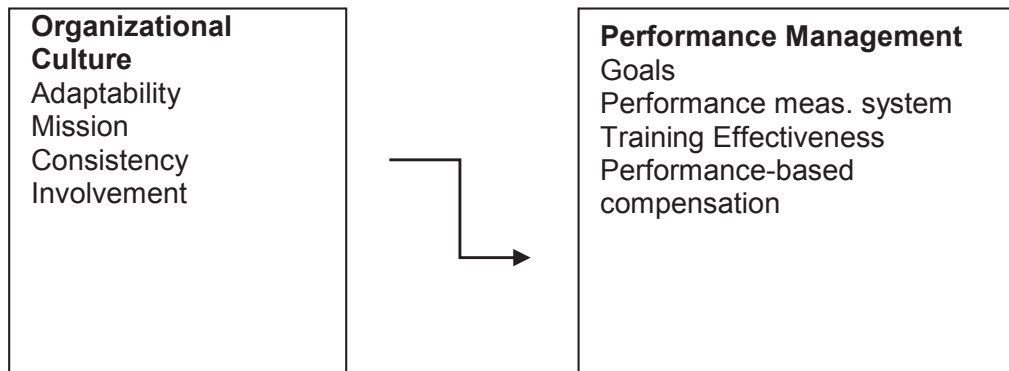 Organizational
Culture
Adaptability
Mission
Consistency
Involvement
Performance Management
Goals
Performance meas. system
Training Effectiveness
Performance-based
compensation